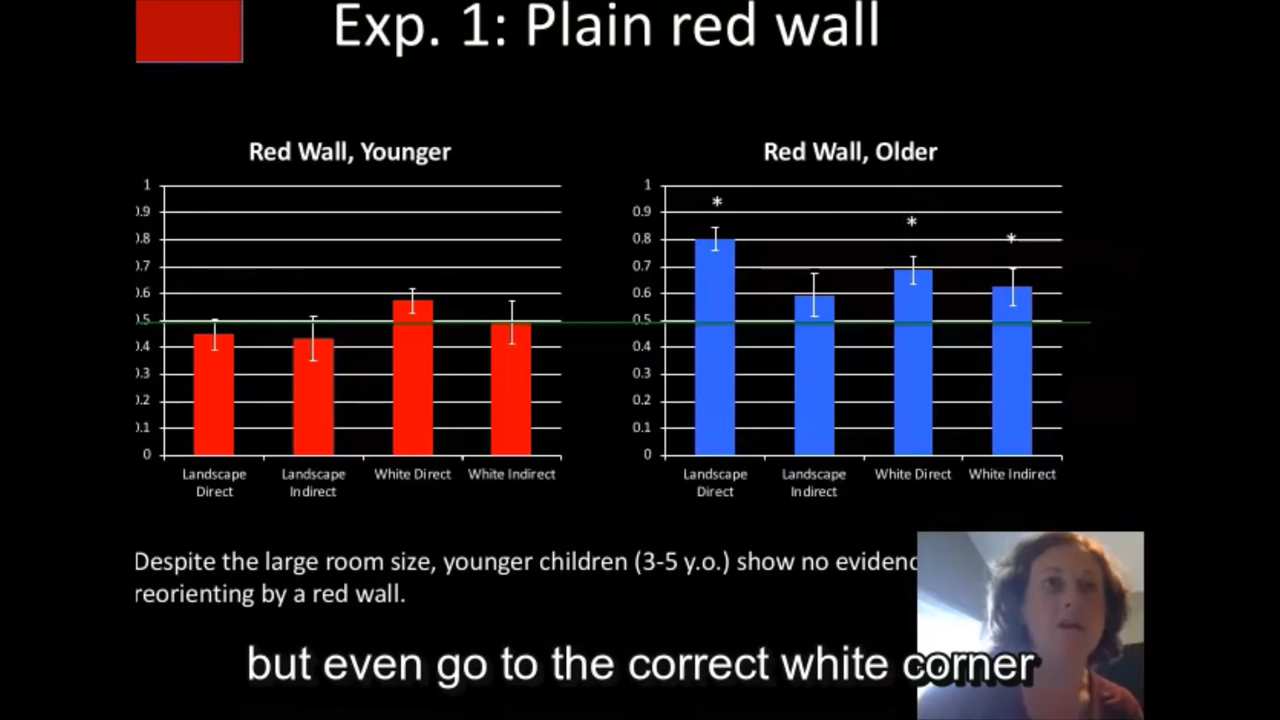 Exp. 1: Plain red wall
Red Wall, Younger
1
0.9
0.8
0.7
0.6
0.5
0.4
0.3
0.2
0.1
0
Landscape Direct
Landscape Indirect
White Direct
White Indirect
Red Wall, Older
1
0.9
0.8
0.7
0.6
0.5
0.4
0.3
0.2
0.1
0
*
*
*
Landscape Direct
Landscape Indirect
White Direct
White Indirect
Despite the large room size, younger children (3-5 y.o.) show no evidenc
reorienting by a red wall.
but even go to the correct white corner